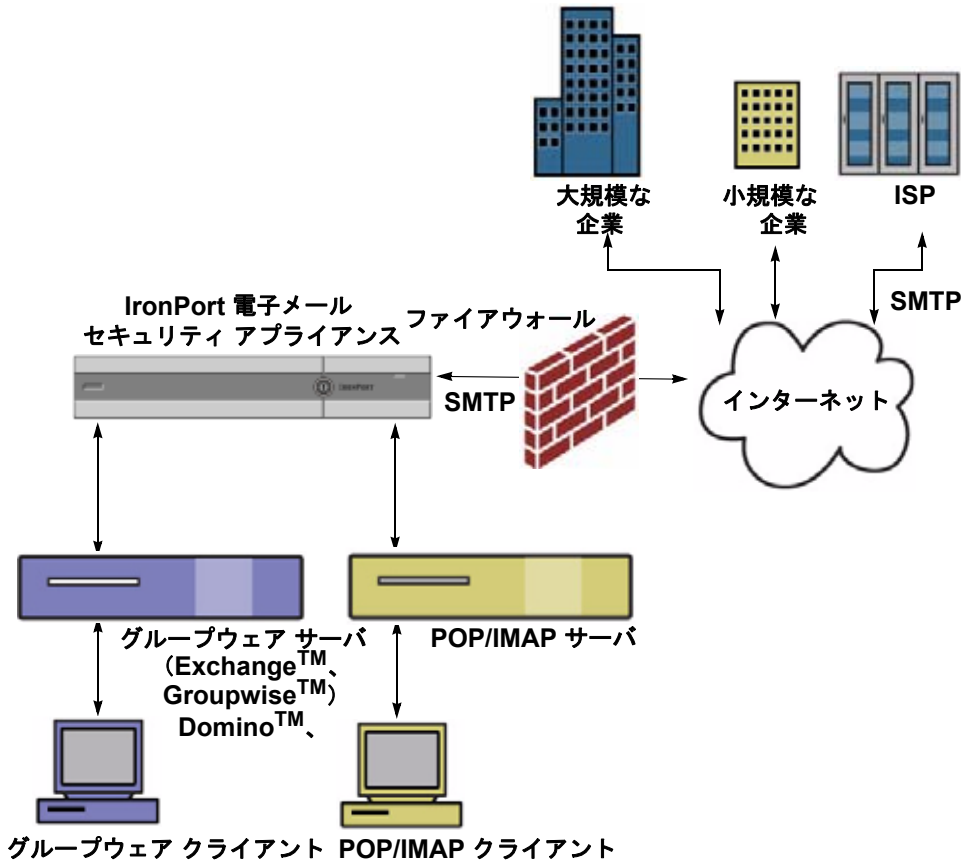 大規模な
企業
小規模な
企業
ISP
SMTP
IronPort 電子メール
セキュリティ アプライアンス
ファイアウォール
IRONPORT
SMTP
インターネット
グループウェア サーバ
（Exchange™、
Groupwise™）
Domino™、
POP/IMAP サーバ
グループウェア クライアント
POP/IMAP クライアント